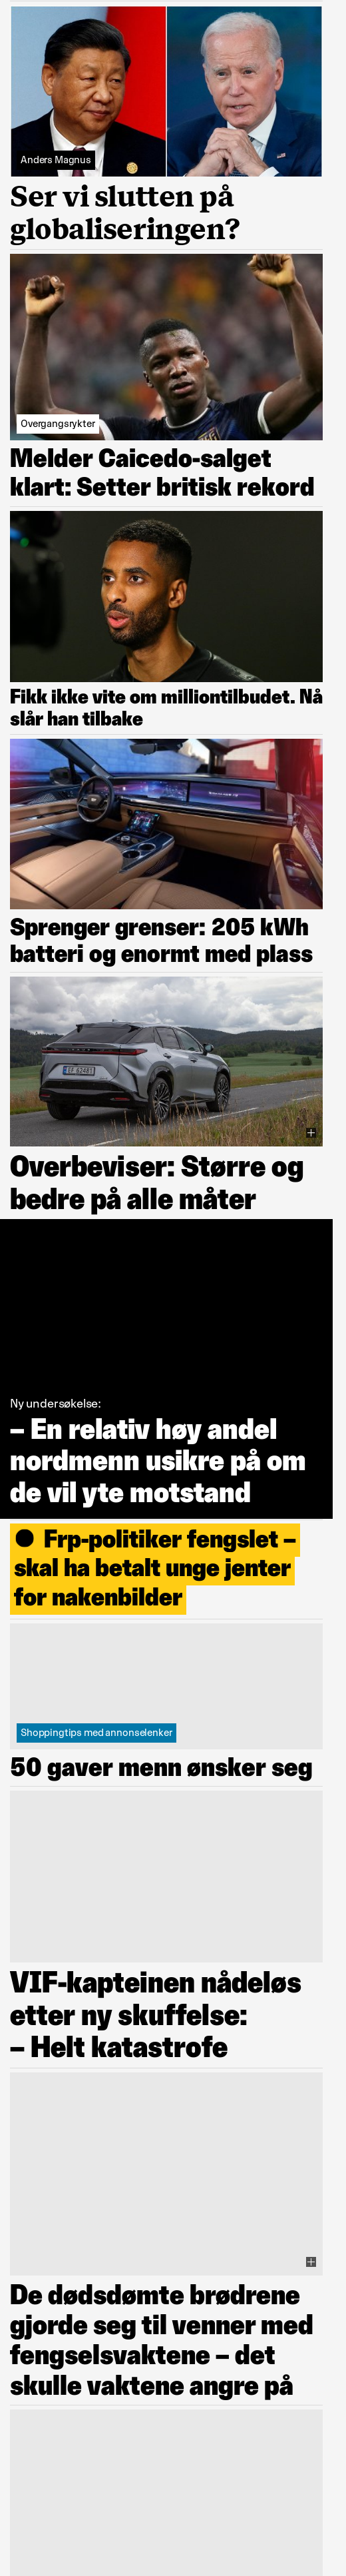 Anders Magnus
Ser vi slutten på
globaliseringen?
Overgangsrykter
Melder Caicedo-salget
klart: Setter britisk rekord
Fikk ikke vite om milliontilbudet. Nå
slår han tilbake
Sprenger grenser: 205 kWh
batteri og enormt med plass
Overbeviser: Større og
bedre på alle måter
Ny undersøkelse:
– En relativ høy andel
nordmenn usikre på om
de vil yte motstand
Frp-politiker fengslet –
skal ha betalt unge jenter
for nakenbilder
Shoppingtips med annonselenker
50 gaver menn ønsker seg
VIF-kapteinen nådeløs
etter ny skuffelse:
– Helt katastrofe
De dødsdømte brødrene
gjorde seg til venner med
fengselsvaktene – det
skulle vaktene angre på